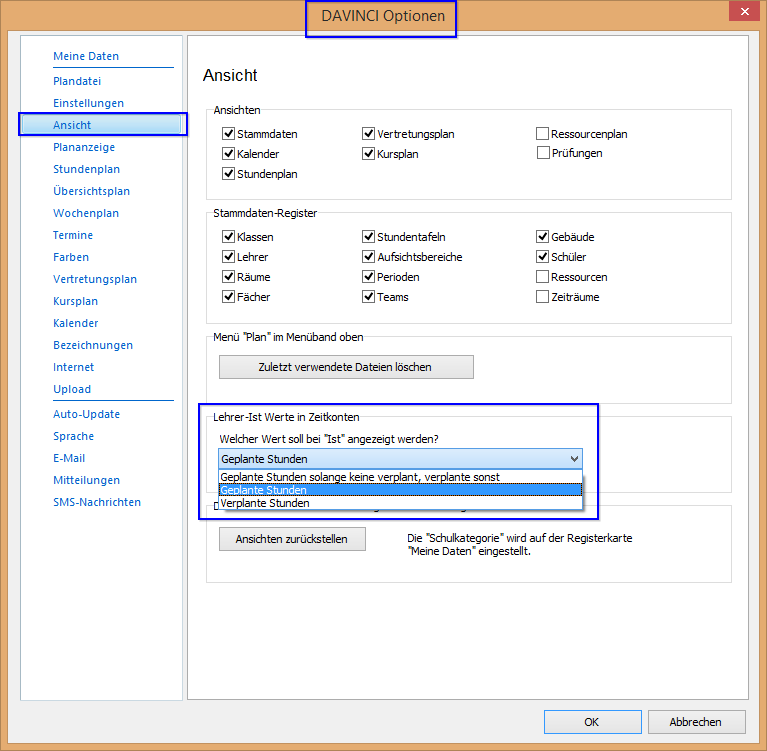 DAVINCI Optionen
Meine Daten
Plandatei
Einstellungen
Ansicht
Plananzeige
Stundenplan
Übersichtsplan
Wochenplan
Termine
Farben
Vertretungsplan
Kursplan
Kalender
Bezeichnungen
Internet
Upload
Auto-Update
Sprache
E-Mail
Mitteilungen
SMS-Nachrichten
Ansicht
Ansichten
Stammdaten Vertretungsplan Ressourcenplan
Kalender Kursplan Prüfungen
Stundenplan
Stammdaten-Register
Klassen Stundentafeln Gebäude
Lehrer Aufsichtsbereiche Schüler
Räume Perioden Ressourcen
Fächer Teams Zeiträume
Menü "Plan" im Menüband oben
Zuletzt verwendete Dateien löschen
Lehrer-Ist Werte in Zeitkonten
Welcher Wert soll bei "Ist" angezeigt werden?
Geplante Stunden
Geplante Stunden solange keine verplant, verplante sonst
Geplante Stunden
Verplante Stunden
Ansichten zurückstellen
Die "Schulkategorie" wird auf der Registerkarte
"Meine Daten" eingestellt.
OK Abbrechen